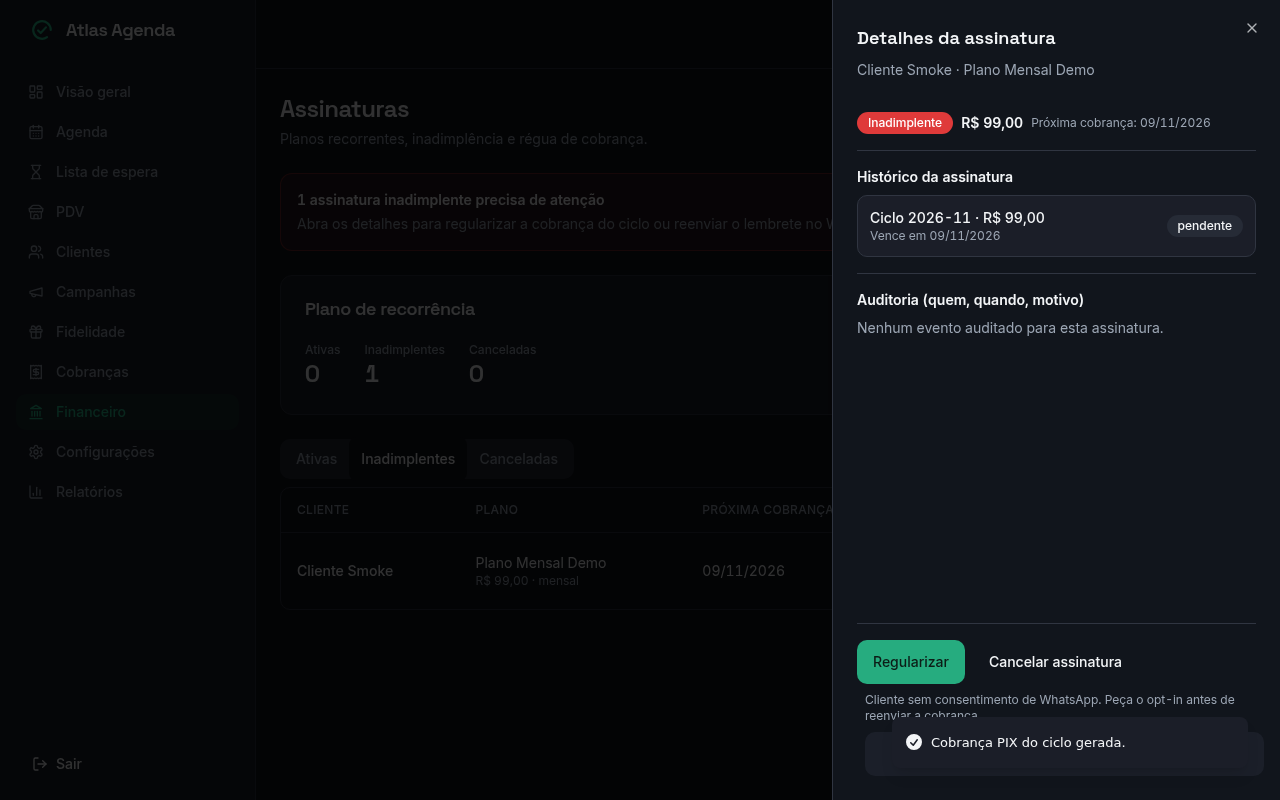 Atlas Agenda
Visão geral
Agenda
Lista de espera
PDV
Clientes
Campanhas
Fidelidade
Cobranças
Financeiro
Configurações
Relatórios
Sair
Assinaturas
Planos recorrentes, inadimplência e régua de cobrança.
1 assinatura inadimplente precisa de atenção
Abra os detalhes para regularizar a cobrança do ciclo ou reenviar o lembrete no
Plano de recorrência
Ativas Inadimplentes Canceladas
0 1 0
Ativas Inadimplentes Canceladas
CLIENTE PLANO PRÓXIMA COBRANÇA
Cliente Smoke Plano Mensal Demo 09/11/2026
R$ 99,00 · mensal
Detalhes da assinatura
Cliente Smoke · Plano Mensal Demo
Inadimplente R$ 99,00 Próxima cobrança: 09/11/2026
Histórico da assinatura
Ciclo 2026-11 · R$ 99,00
Vence em 09/11/2026
pendente
Auditoria (quem, quando, motivo)
Nenhum evento auditado para esta assinatura.
Regularizar Cancelar assinatura
Cliente sem consentimento de WhatsApp. Peça o opt-in antes de
reenviar a cobrança.
Cobrança PIX do ciclo gerada.